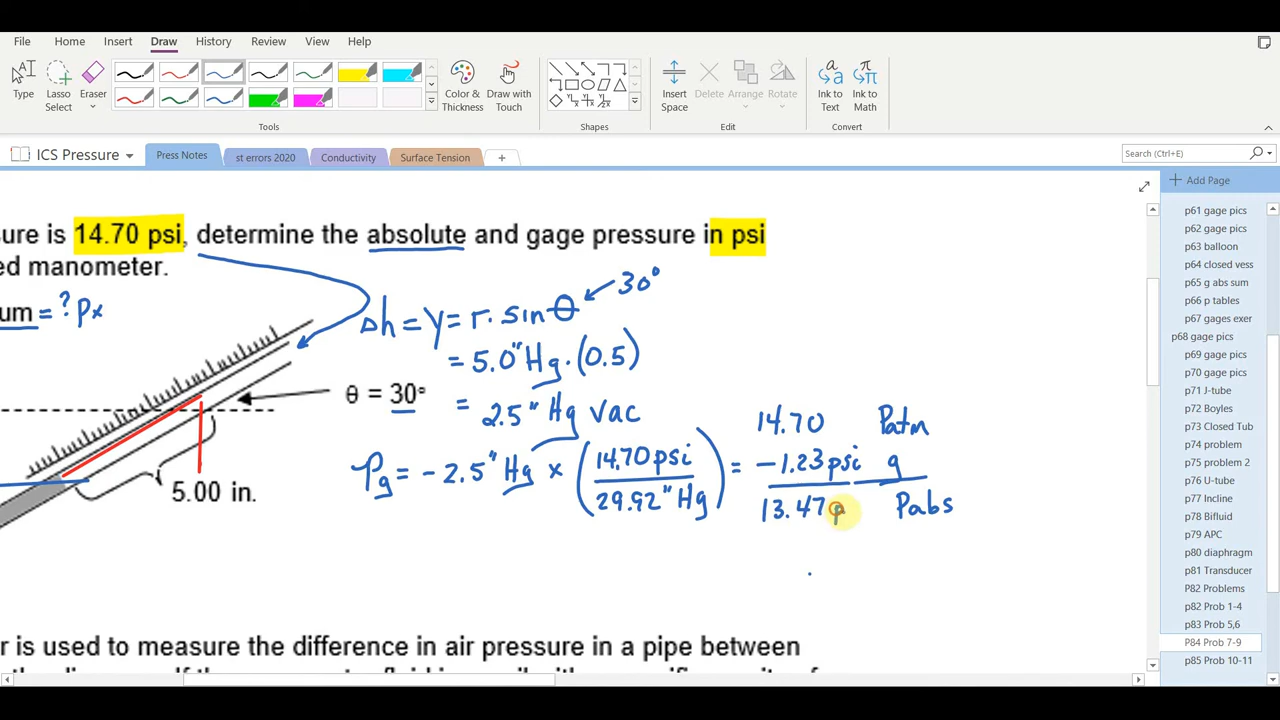 File Home Insert Draw History Review View Help
Type Lasso Select Eraser Color & Thickness Draw with Touch Insert Space Delete Arrange Rotate Ink to Text Ink to Math
Tools Shapes Edit Convert
ICS Pressure Press Notes st errors 2020 Conductivity Surface Tension + Search (Ctrl+E)
sure is 14.70 psi, determine the absolute and gage pressure in psi
ed manometer.
um = ? Px
Δh = y = r. sin θ 30°
= 5.0" Hg . (0.5)
θ = 30°
= 2.5" Hg vac
Pg = -2.5" Hg × (14.70 psi / 29.92" Hg) =
14.70 Patm
-1.23 psi g
13.47 p Pabs
5.00 in.
r is used to measure the difference in air pressure in a pipe between
Add Page
p61 gage pics
p62 gage pics
p63 balloon
p64 closed vess
p65 g abs sum
p66 p tables
p67 gages exer
p68 gage pics
p69 gage pics
p70 gage pics
p71 J-tube
p72 Boyles
p73 Closed Tub
p74 problem
p75 problem 2
p76 U-tube
p77 Incline
p78 Bifluid
p79 APC
p80 diaphragm
p81 Transducer
P82 Problems
p82 Prob 1-4
p83 Prob 5,6
P84 Prob 7-9
p85 Prob 10-11